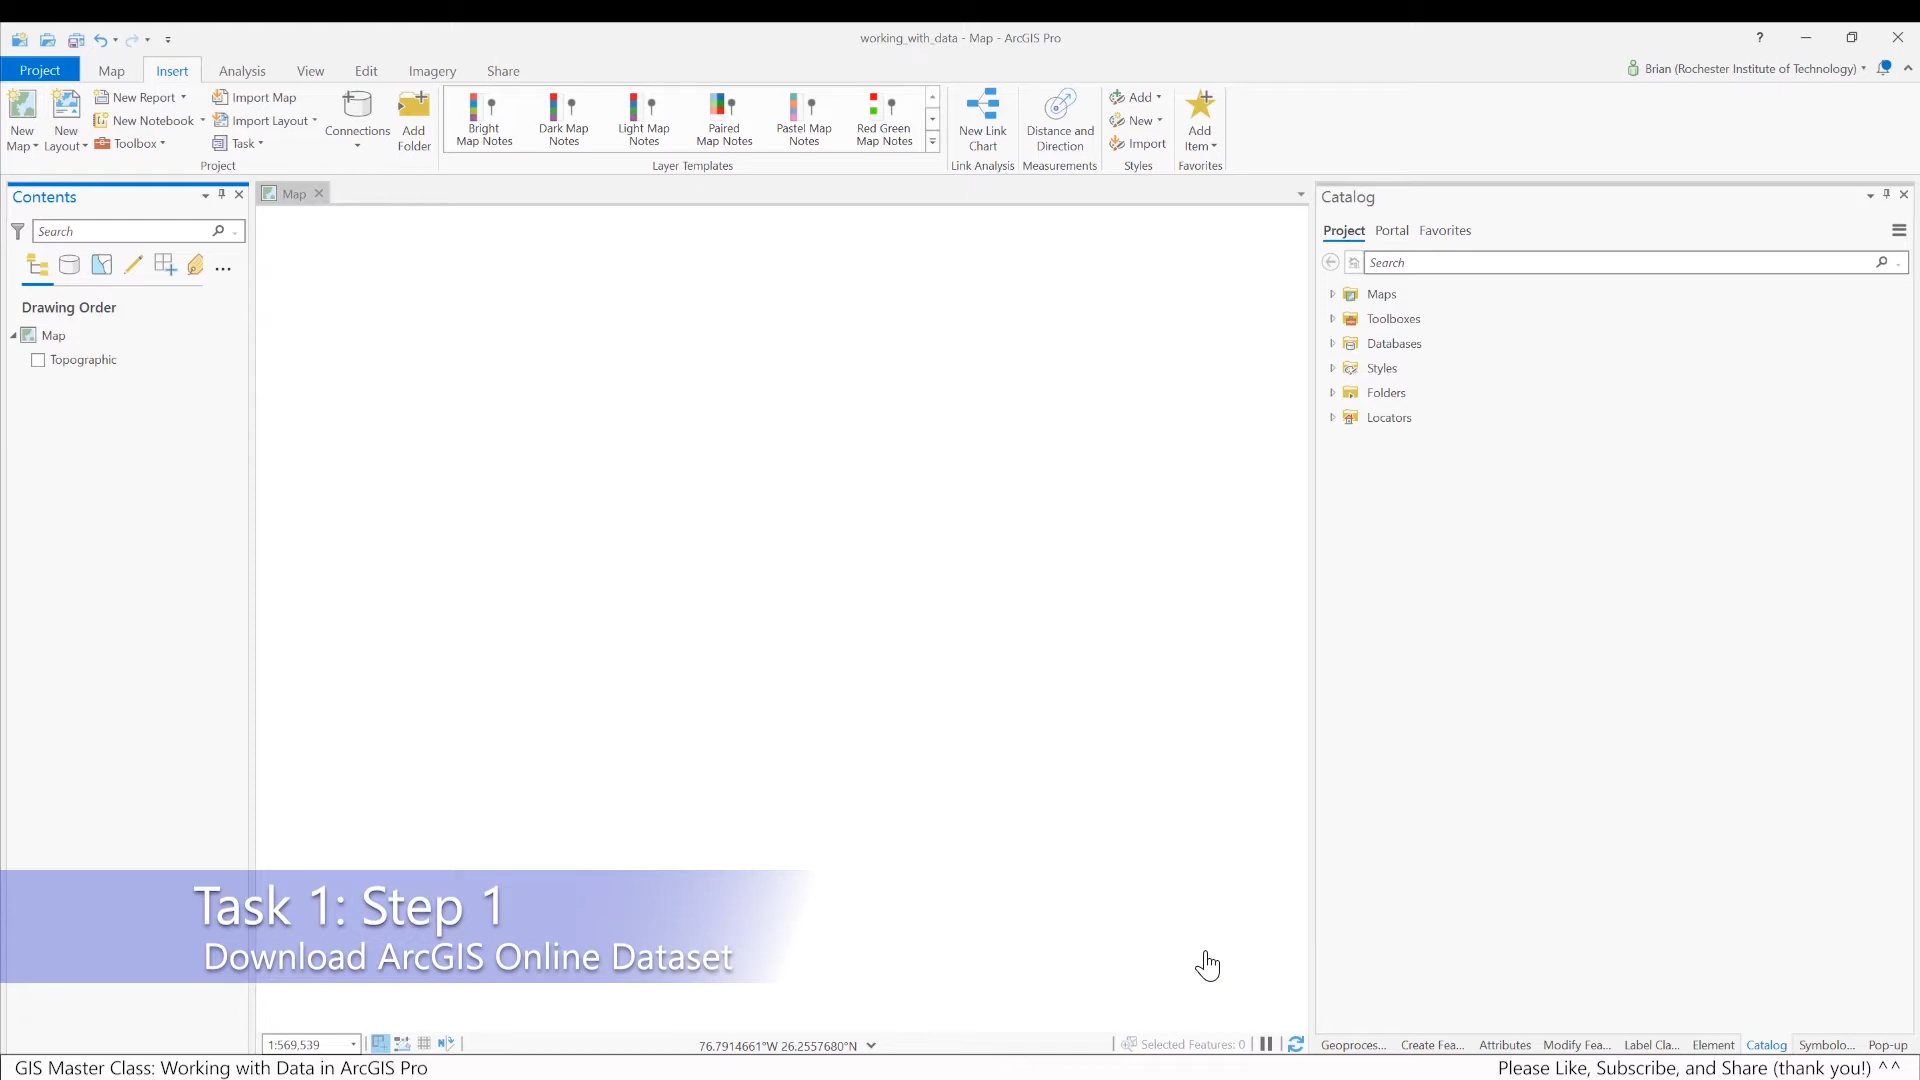 working_with_data - Map - ArcGIS Pro
?
Project
Map
Insert
Analysis
View
Edit
Imagery
Share
Brian (Rochester Institute of Technology)
New
Map
New
Layout
New Report
New Notebook
Toolbox
Import Map
Import Layout
Task
Connections
Add
Folder
Bright
Map Notes
Dark Map
Notes
Light Map
Notes
Paired
Map Notes
Pastel Map
Notes
Red Green
Map Notes
New Link
Chart
Distance and
Direction
Add
New
Import
Add
Item
Project
Layer Templates
Link Analysis
Measurements
Styles
Favorites
Contents
Search
...
Drawing Order
Map
Topographic
Map
Catalog
Project Portal Favorites
Search
Maps
Toolboxes
Databases
Styles
Folders
Locators
Task 1: Step 1
Download ArcGIS Online Dataset
1:569,539
76.7914661°W 26.2557680°N
Selected Features: 0
Geoproces...
Create Fea...
Attributes
Modify Fea...
Label Cla...
Element
Catalog
Symbolo...
Pop-up
GIS Master Class: Working with Data in ArcGIS Pro
Please Like, Subscribe, and Share (thank you!) ^^